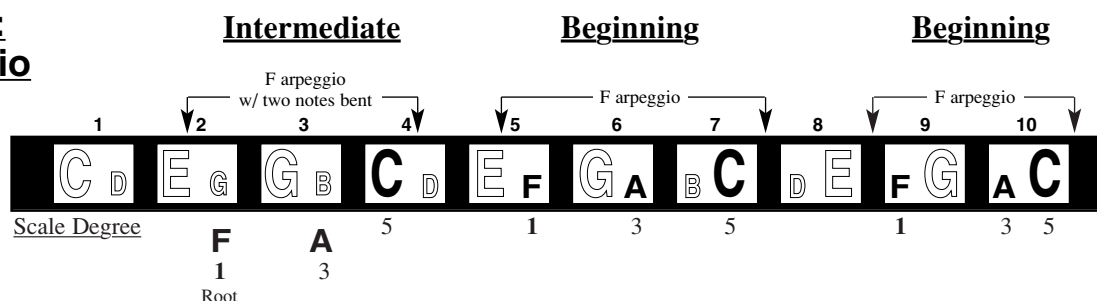 Intermediate Beginning Beginning
F arpeggio
w/ two notes bent
F arpeggio
F arpeggio
1 2 3 4 5 6 7 8 9 10
C D E G G B C D E F G A B C D E F G A C
Scale Degree 5 1 3 5 1 3 5
F A
1 3
Root